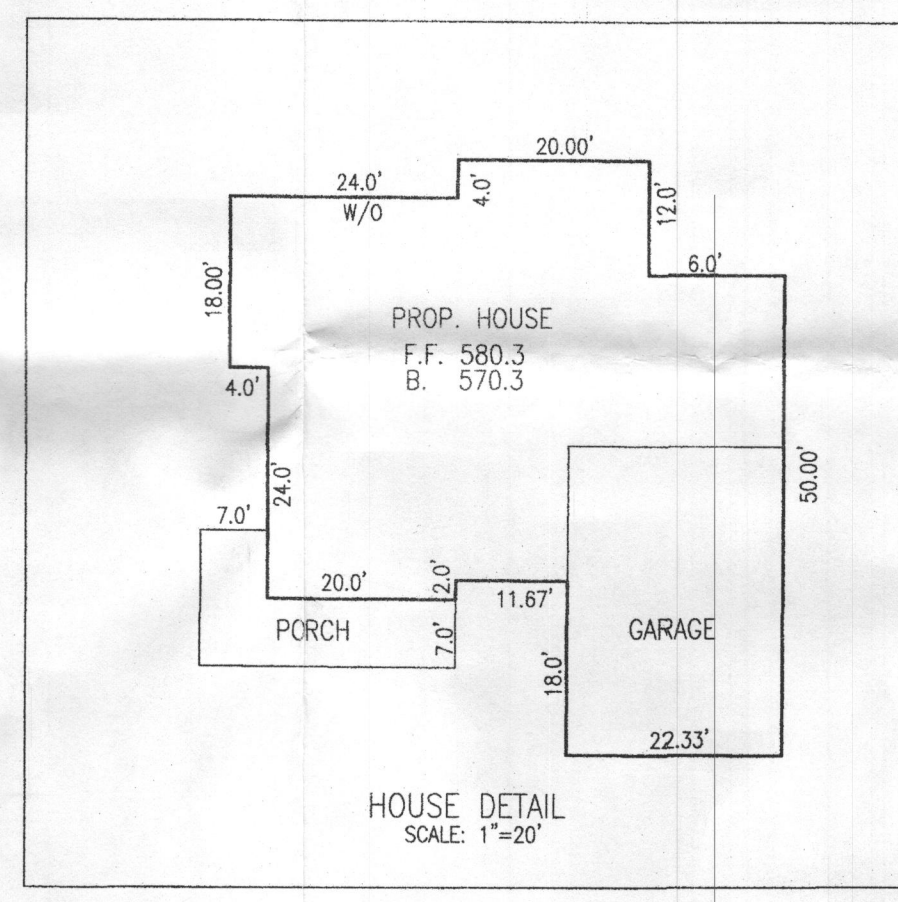 20.00'
24.0'
W/O
4.0'
12.0'
6.0'
18.00'
PROP. HOUSE
F.F. 580.3
B. 570.3
4.0'
24.0'
50.00'
7.0'
20.0'
2.0'
11.67'
PORCH
7.0'
GARAGE
18.0'
22.33'
HOUSE DETAIL
SCALE: 1"=20'